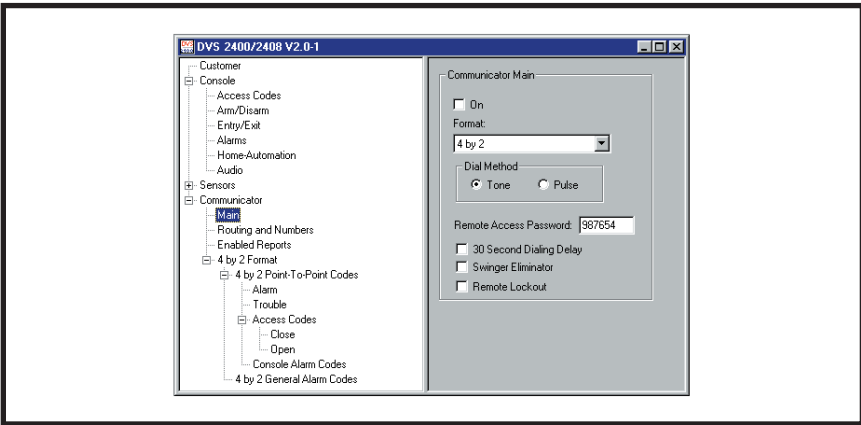 DVS 2400/2408 V2.0-1
Customer
Console
Access Codes
Arm/Disarm
Entry/Exit
Alarms
Home-Automation
Audio
Sensors
Communicator
Main
Routing and Numbers
Enabled Reports
4 by 2 Format
4 by 2 Point-To-Point Codes
Alarm
Trouble
Access Codes
Close
Open
Console Alarm Codes
4 by 2 General Alarm Codes
Communicator Main
On
Format:
4 by 2
Dial Method
Tone
Pulse
Remote Access Password: 987654
30 Second Dialing Delay
Swinger Eliminator
Remote Lockout